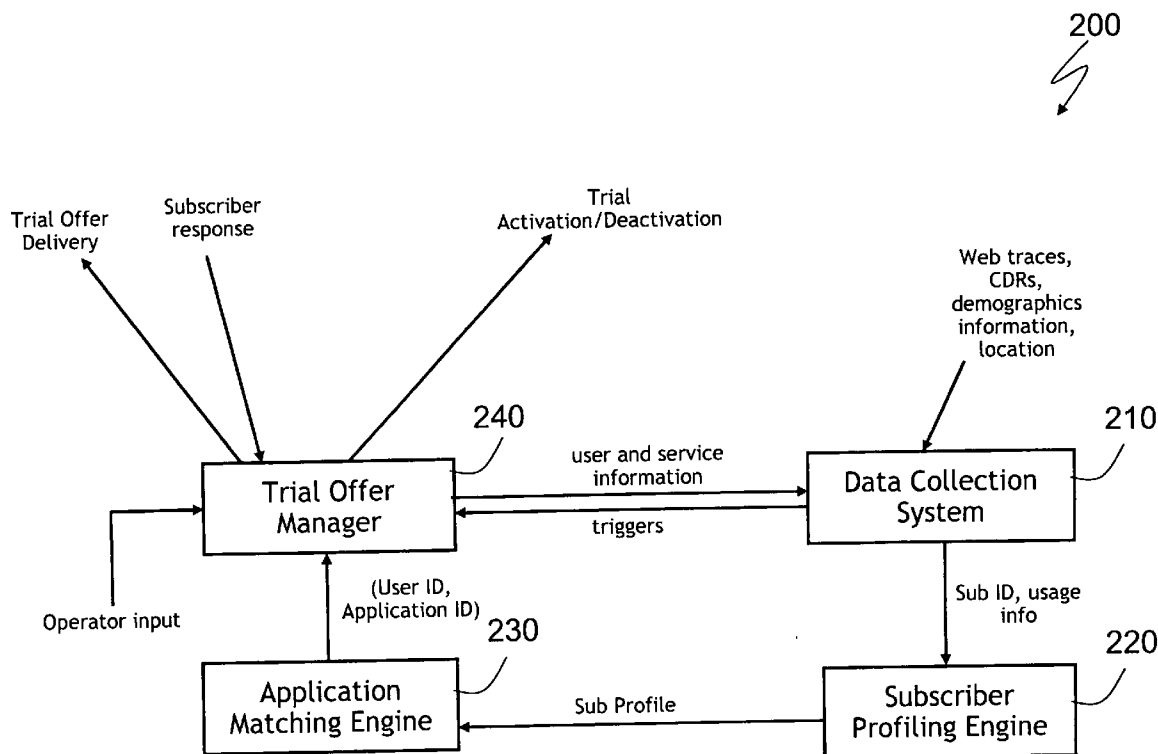 200
Trial Offer
Delivery
Subscriber
response
Trial
Activation/Deactivation
Web traces,
CDRs,
demographics
information,
location
240
210
Trial Offer
Manager
user and service
information
triggers
Data Collection
System
Operator input
(User ID,
Application ID)
Sub ID, usage
info
230
220
Application
Matching Engine
Sub Profile
Subscriber
Profiling Engine